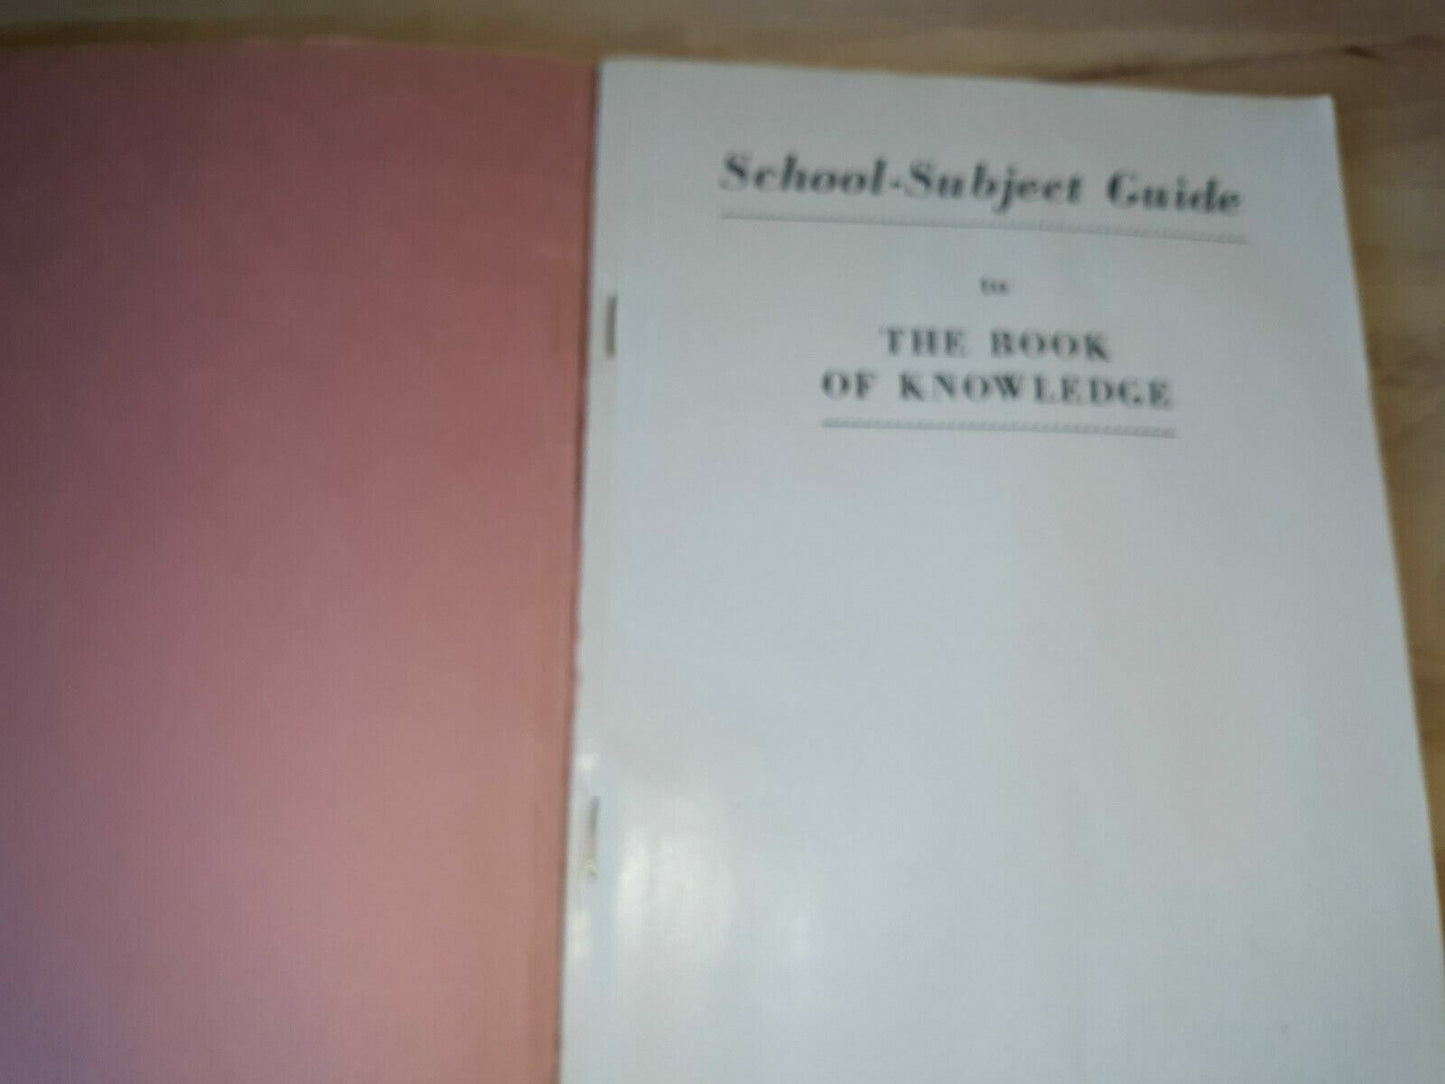 School-Subject Guide
to
THE BOOK
OF KNOWLEDGE